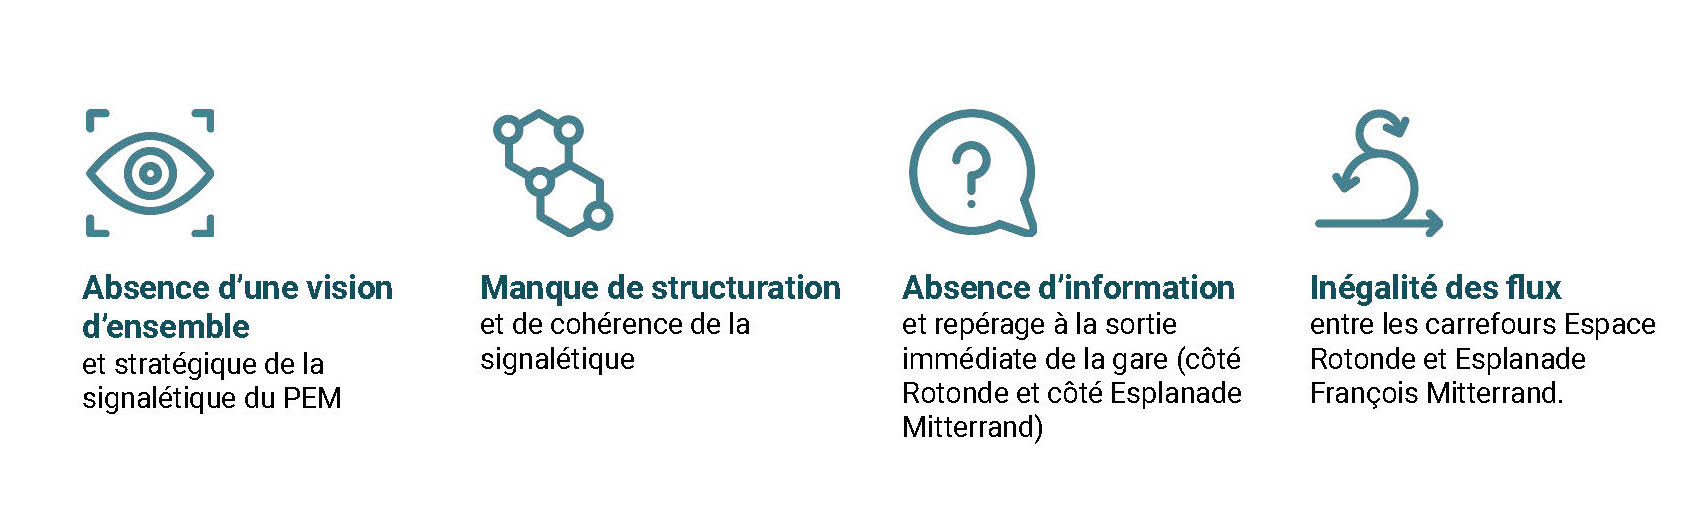 Absence d’une vision
d’ensemble
et stratégique de la
signalétique du PEM
Manque de structuration
et de cohérence de la
signalétique
Absence d’information
et repérage à la sortie
immédiate de la gare (côté
Rotonde et côté Esplanade
Mitterrand)
Inégalité des flux
entre les carrefours Espace
Rotonde et Esplanade
François Mitterrand.